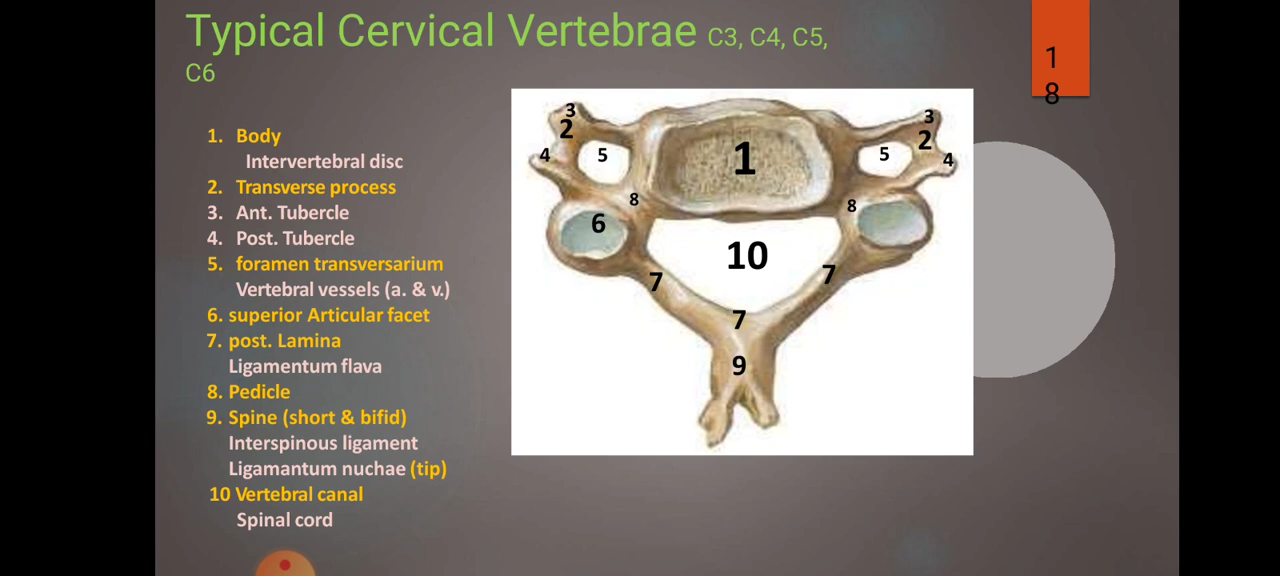 Typical Cervical Vertebrae C3, C4, C5,
C6
1
8
1. Body
Intervertebral disc
2. Transverse process
3. Ant. Tubercle
4. Post. Tubercle
5. foramen transversarium
Vertebral vessels (a. & v.)
6. superior Articular facet
7. post. Lamina
Ligamentum flava
8. Pedicle
9. Spine (short & bifid)
Interspinous ligament
Ligamantum nuchae (tip)
10 Vertebral canal
Spinal cord
3
2
4
5
1
5
3
2
4
8
8
6
10
7
7
7
9